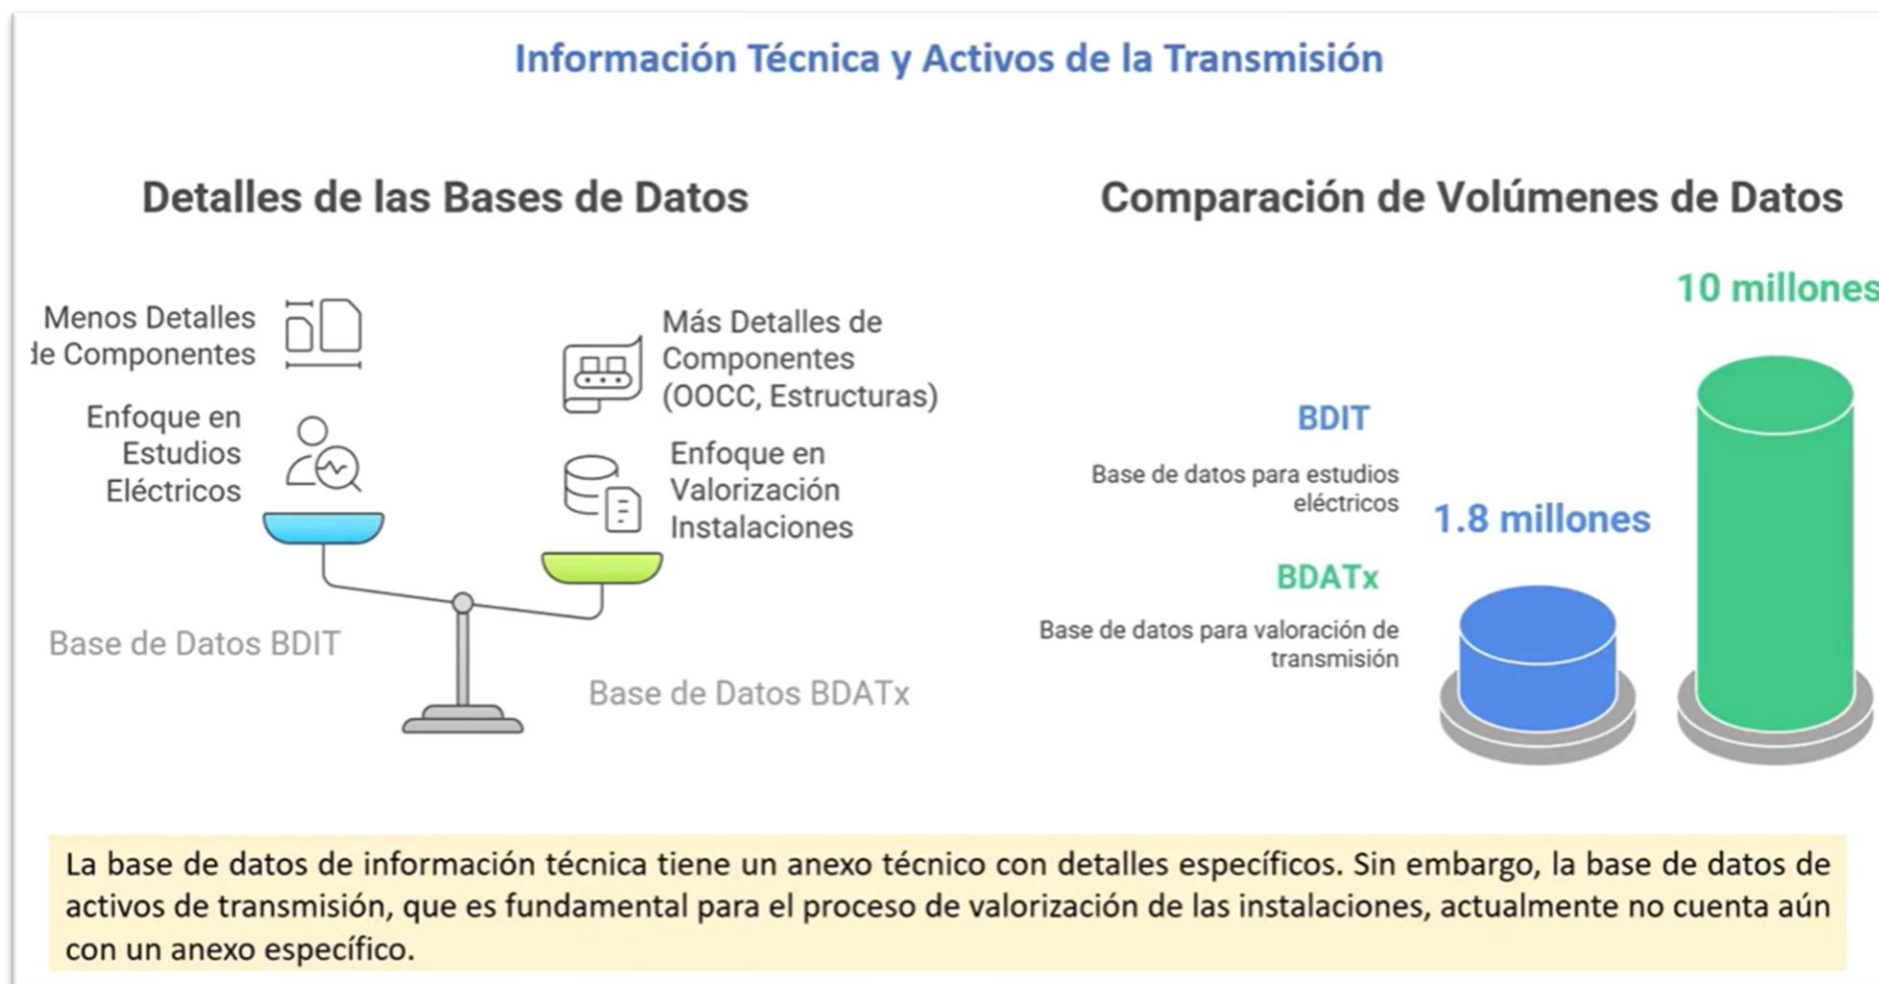 Información Técnica y Activos de la Transmisión
Detalles de las Bases de Datos
Menos Detalles
de Componentes
Enfoque en
Estudios
Eléctricos
Más Detalles de
Componentes
(OOCC, Estructuras)
Enfoque en
Valorización
Instalaciones
Base de Datos BDIT
Base de Datos BDATx
Comparación de Volúmenes de Datos
10 millones
BDIT
Base de datos para estudios
eléctricos
1.8 millones
BDATx
Base de datos para valoración de
transmisión
La base de datos de información técnica tiene un anexo técnico con detalles específicos. Sin embargo, la base de datos de
activos de transmisión, que es fundamental para el proceso de valorización de las instalaciones, actualmente no cuenta aún
con un anexo específico.